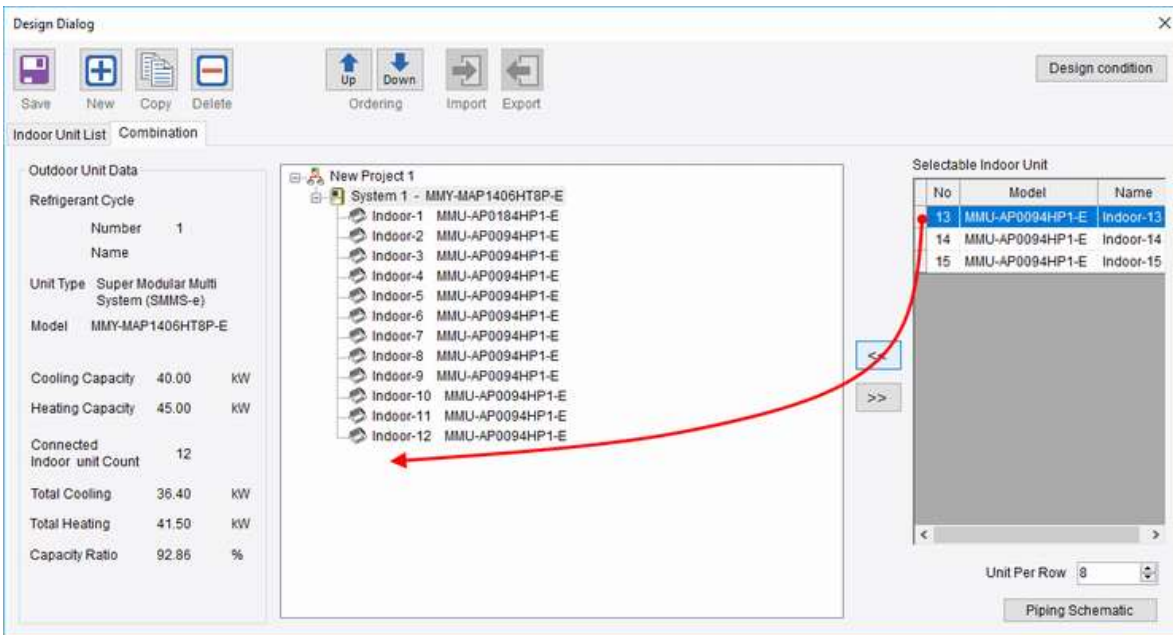 Design Dialog
Save New Copy Delete
Up Down
Ordering
Import Export
Design condition
Indoor Unit List Combination
Outdoor Unit Data
Refrigerant Cycle
Number 1
Name
Unit Type Super Modular Multi
System (SMMS-e)
Model MMY-MAP1406HT8P-E
Cooling Capacity 40.00 kW
Heating Capacity 45.00 kW
Connected
Indoor unit Count 12
Total Cooling 36.40 kW
Total Heating 41.50 kW
Capacity Ratio 92.86 %
New Project 1
System 1 - MMY-MAP1406HT8P-E
Indoor-1 MMU-AP0184HP1-E
Indoor-2 MMU-AP0094HP1-E
Indoor-3 MMU-AP0094HP1-E
Indoor-4 MMU-AP0094HP1-E
Indoor-5 MMU-AP0094HP1-E
Indoor-6 MMU-AP0094HP1-E
Indoor-7 MMU-AP0094HP1-E
Indoor-8 MMU-AP0094HP1-E
Indoor-9 MMU-AP0094HP1-E
Indoor-10 MMU-AP0094HP1-E
Indoor-11 MMU-AP0094HP1-E
Indoor-12 MMU-AP0094HP1-E
<<
>>
Selectable Indoor Unit
No Model Name
13 MMU-AP0094HP1-E Indoor-13
14 MMU-AP0094HP1-E Indoor-14
15 MMU-AP0094HP1-E Indoor-15
Unit Per Row 8
Piping Schematic